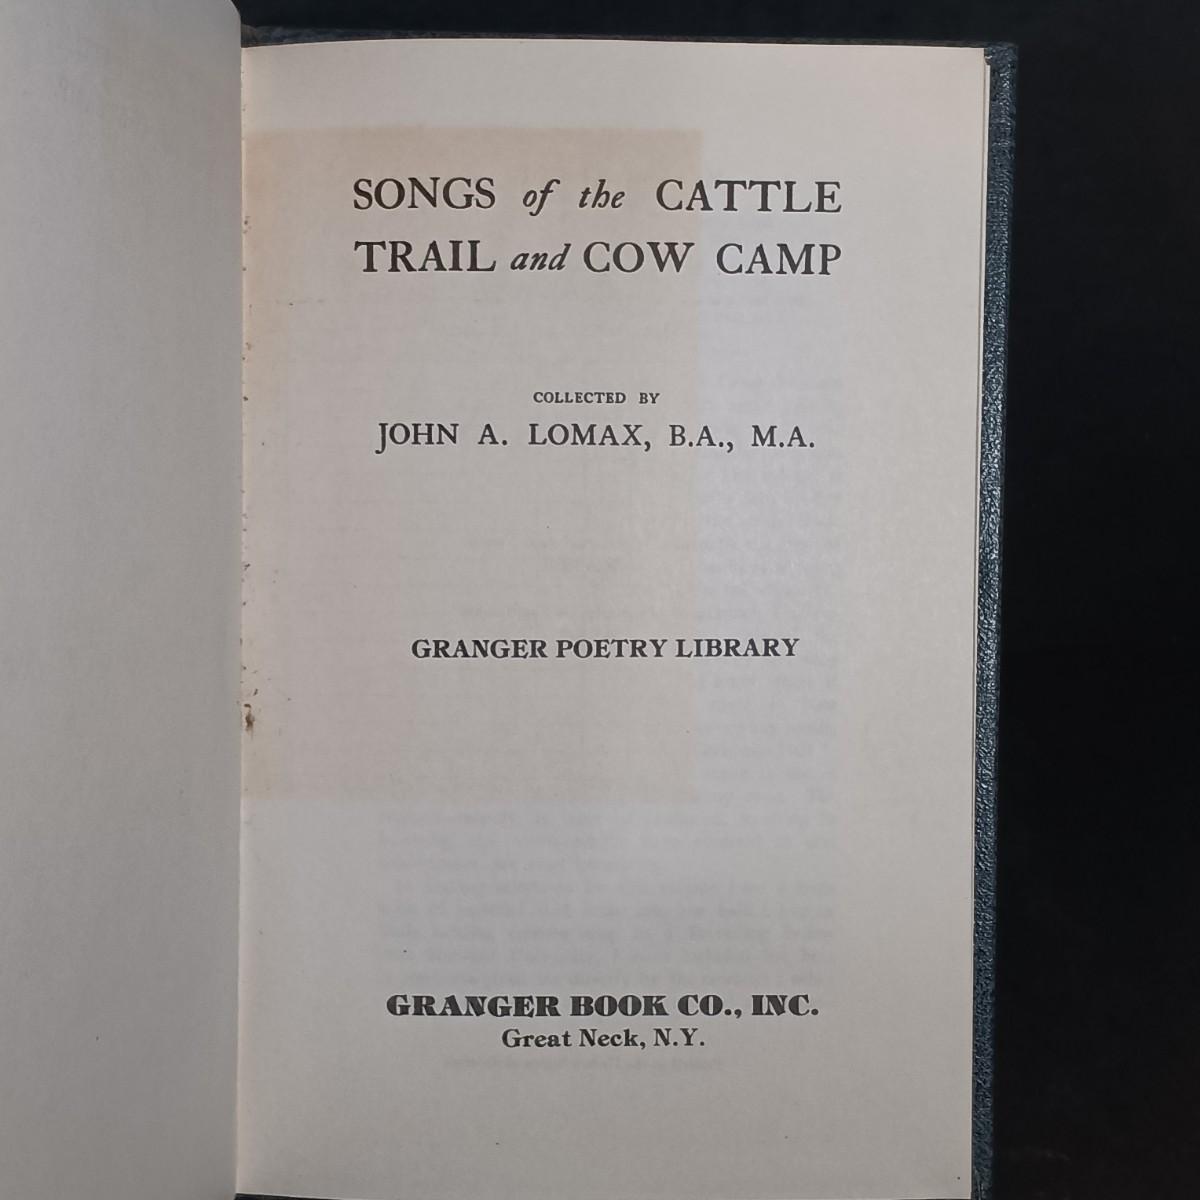 SONGS of the CATTLE
TRAIL and COW CAMP
COLLECTED BY
JOHN A. LOMAX, B.A., M.A.
GRANGER POETRY LIBRARY
GRANGER BOOK CO., INC.
Great Neck, N.Y.